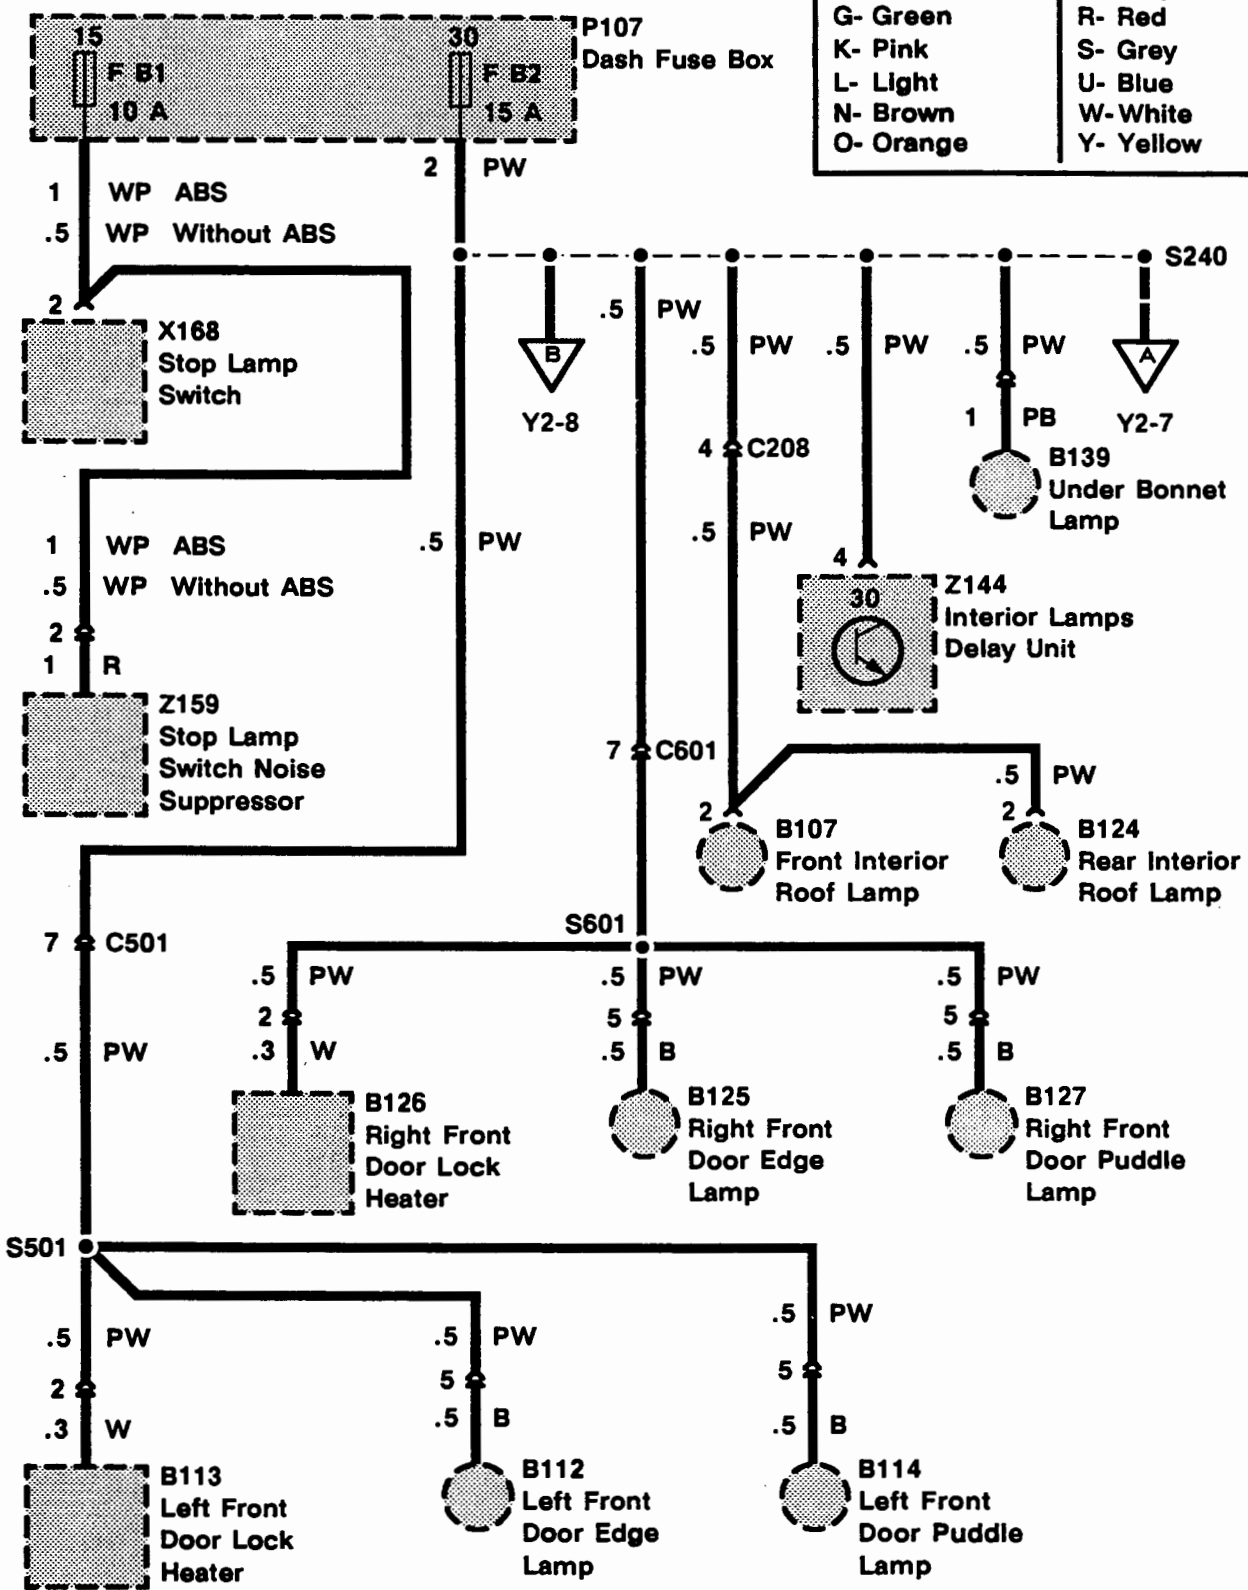 G- Green
K- Pink
L- Light
N- Brown
O- Orange
R- Red
S- Grey
U- Blue
W- White
Y- Yellow
P107
Dash Fuse Box
15
F B1
10 A
30
F B2
15 A
2 PW
1 WP ABS
.5 WP Without ABS
2
X168
Stop Lamp
Switch
1 WP ABS
.5 WP Without ABS
2
1 R
Z159
Stop Lamp
Switch Noise
Suppressor
.5 PW
S240
B
Y2-8
.5 PW
.5 PW
.5 PW
.5 PW
A
Y2-7
1 PB
B139
Under Bonnet
Lamp
4 C208
.5 PW
4
30
Z144
Interior Lamps
Delay Unit
7 C601
.5 PW
2
B107
Front Interior
Roof Lamp
2
B124
Rear Interior
Roof Lamp
S601
7 C501
.5 PW
.5 PW
2
.3 W
B126
Right Front
Door Lock
Heater
.5 PW
5
.5 B
B125
Right Front
Door Edge
Lamp
.5 PW
5
.5 B
B127
Right Front
Door Puddle
Lamp
S501
.5 PW
2
.3 W
B113
Left Front
Door Lock
Heater
.5 PW
5
.5 B
B112
Left Front
Door Edge
Lamp
.5 PW
5
.5 B
B114
Left Front
Door Puddle
Lamp